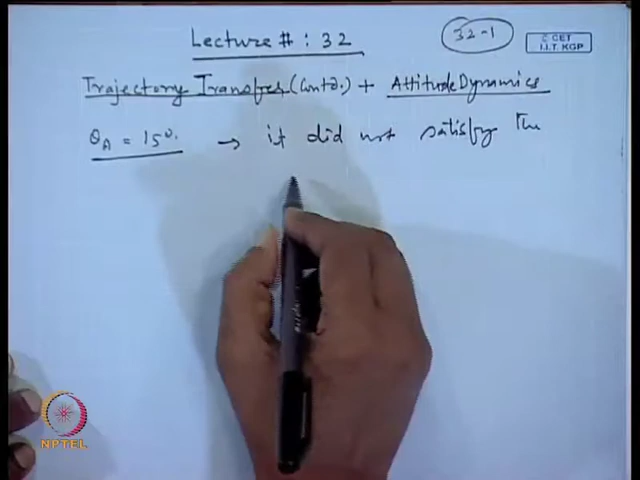 Lecture #: 32
32-1
C CET
I.I.T. KGP
Trajectory Transfer (Contd.) + Attitude Dynamics
θA = 15°. → it did not satisfy the
NPTEL